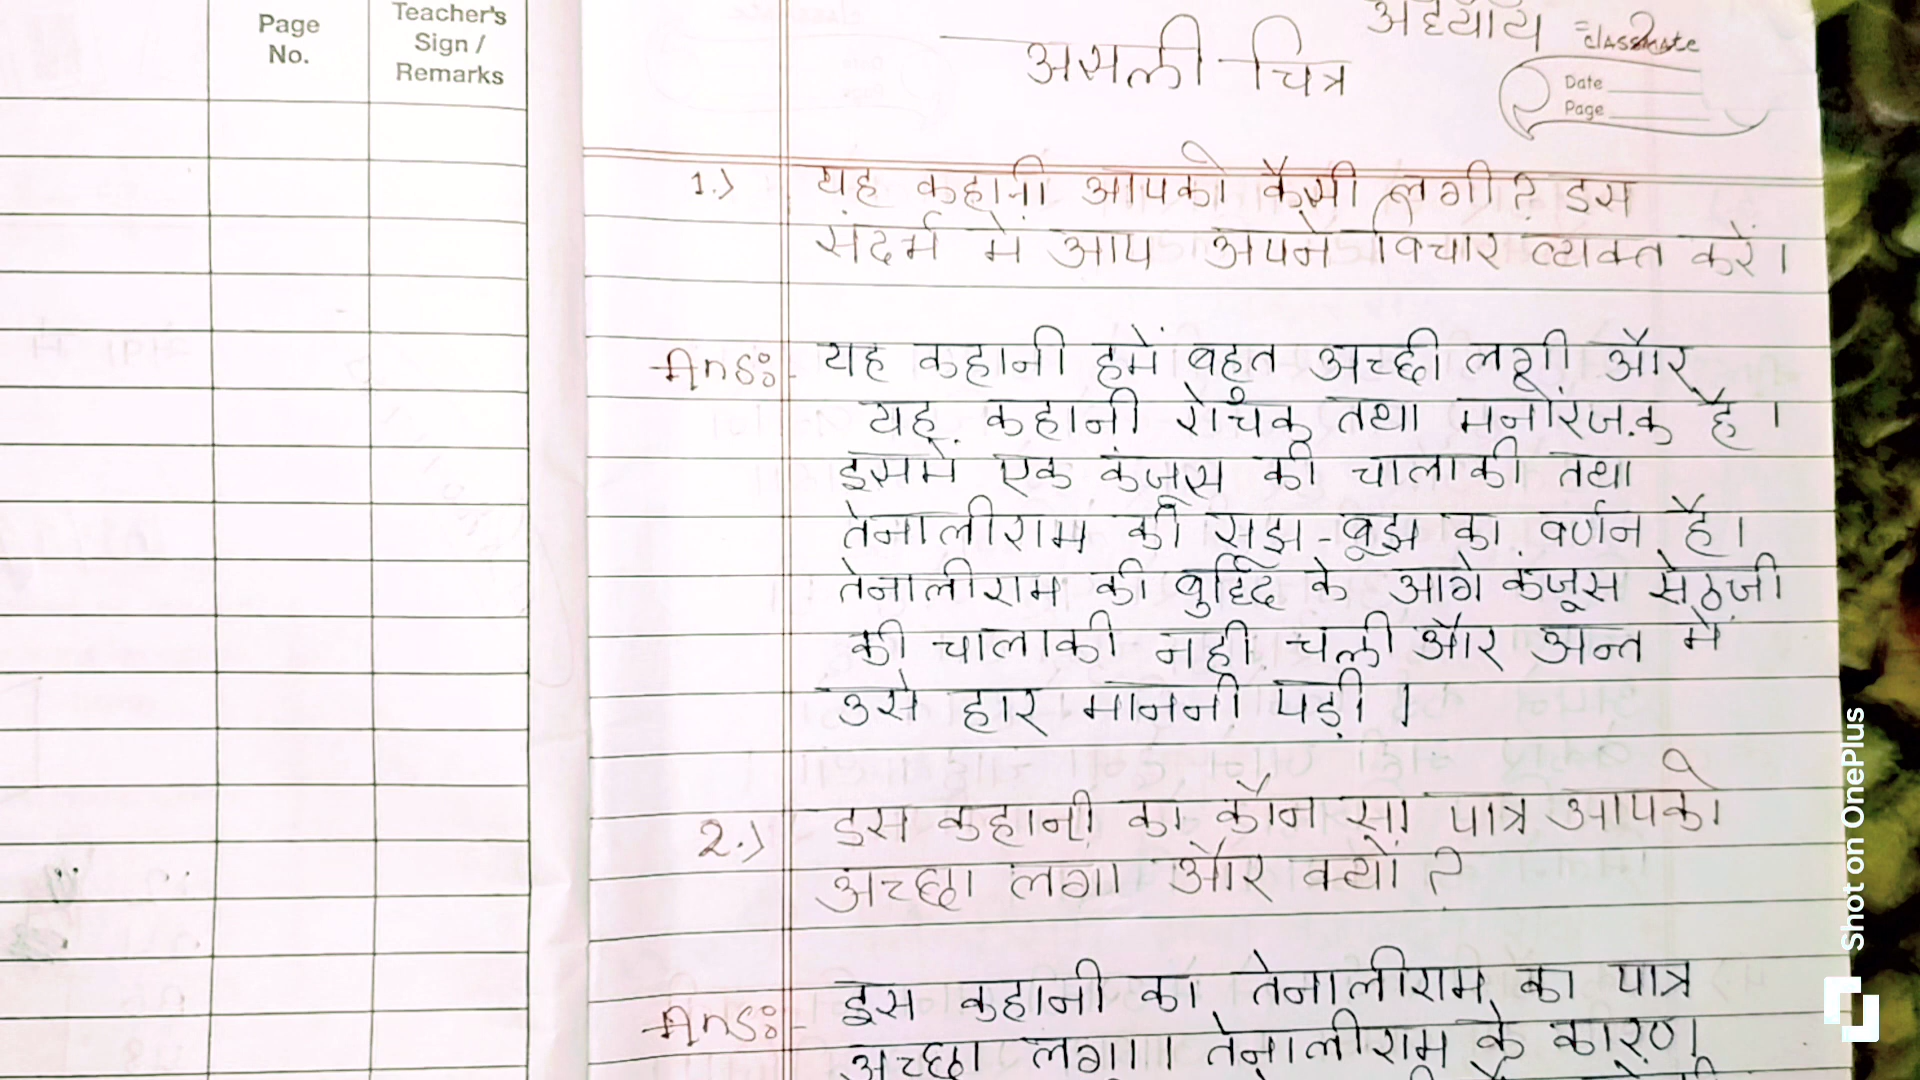 Page No.
Teacher's Sign / Remarks
अध्याय
classmate
असली चित्र
Date
Page
1.) यह कहानी आपको कैसी लगी? इस
संदर्भ में आप अपने विचार व्यक्त करें।
Ans:- यह कहानी हमें बहुत अच्छी लगी और
यह कहानी रोचक तथा मनोरंजक है ।
इसमें एक कंजूस की चालाकी तथा
तेनालीराम की सूझ-बूझ का वर्णन है।
तेनालीराम की बुद्धि के आगे कंजूस सेठजी
की चालाकी नहीं चली और अन्त में
उसे हार माननी पड़ी ।
2.) इस कहानी का कौन सा पात्र आपको
अच्छा लगा और क्यों ?
Ans:- इस कहानी का तेनालीराम का पात्र
अच्छा लगा। तेनालीराम के कारण
Shot on OnePlus